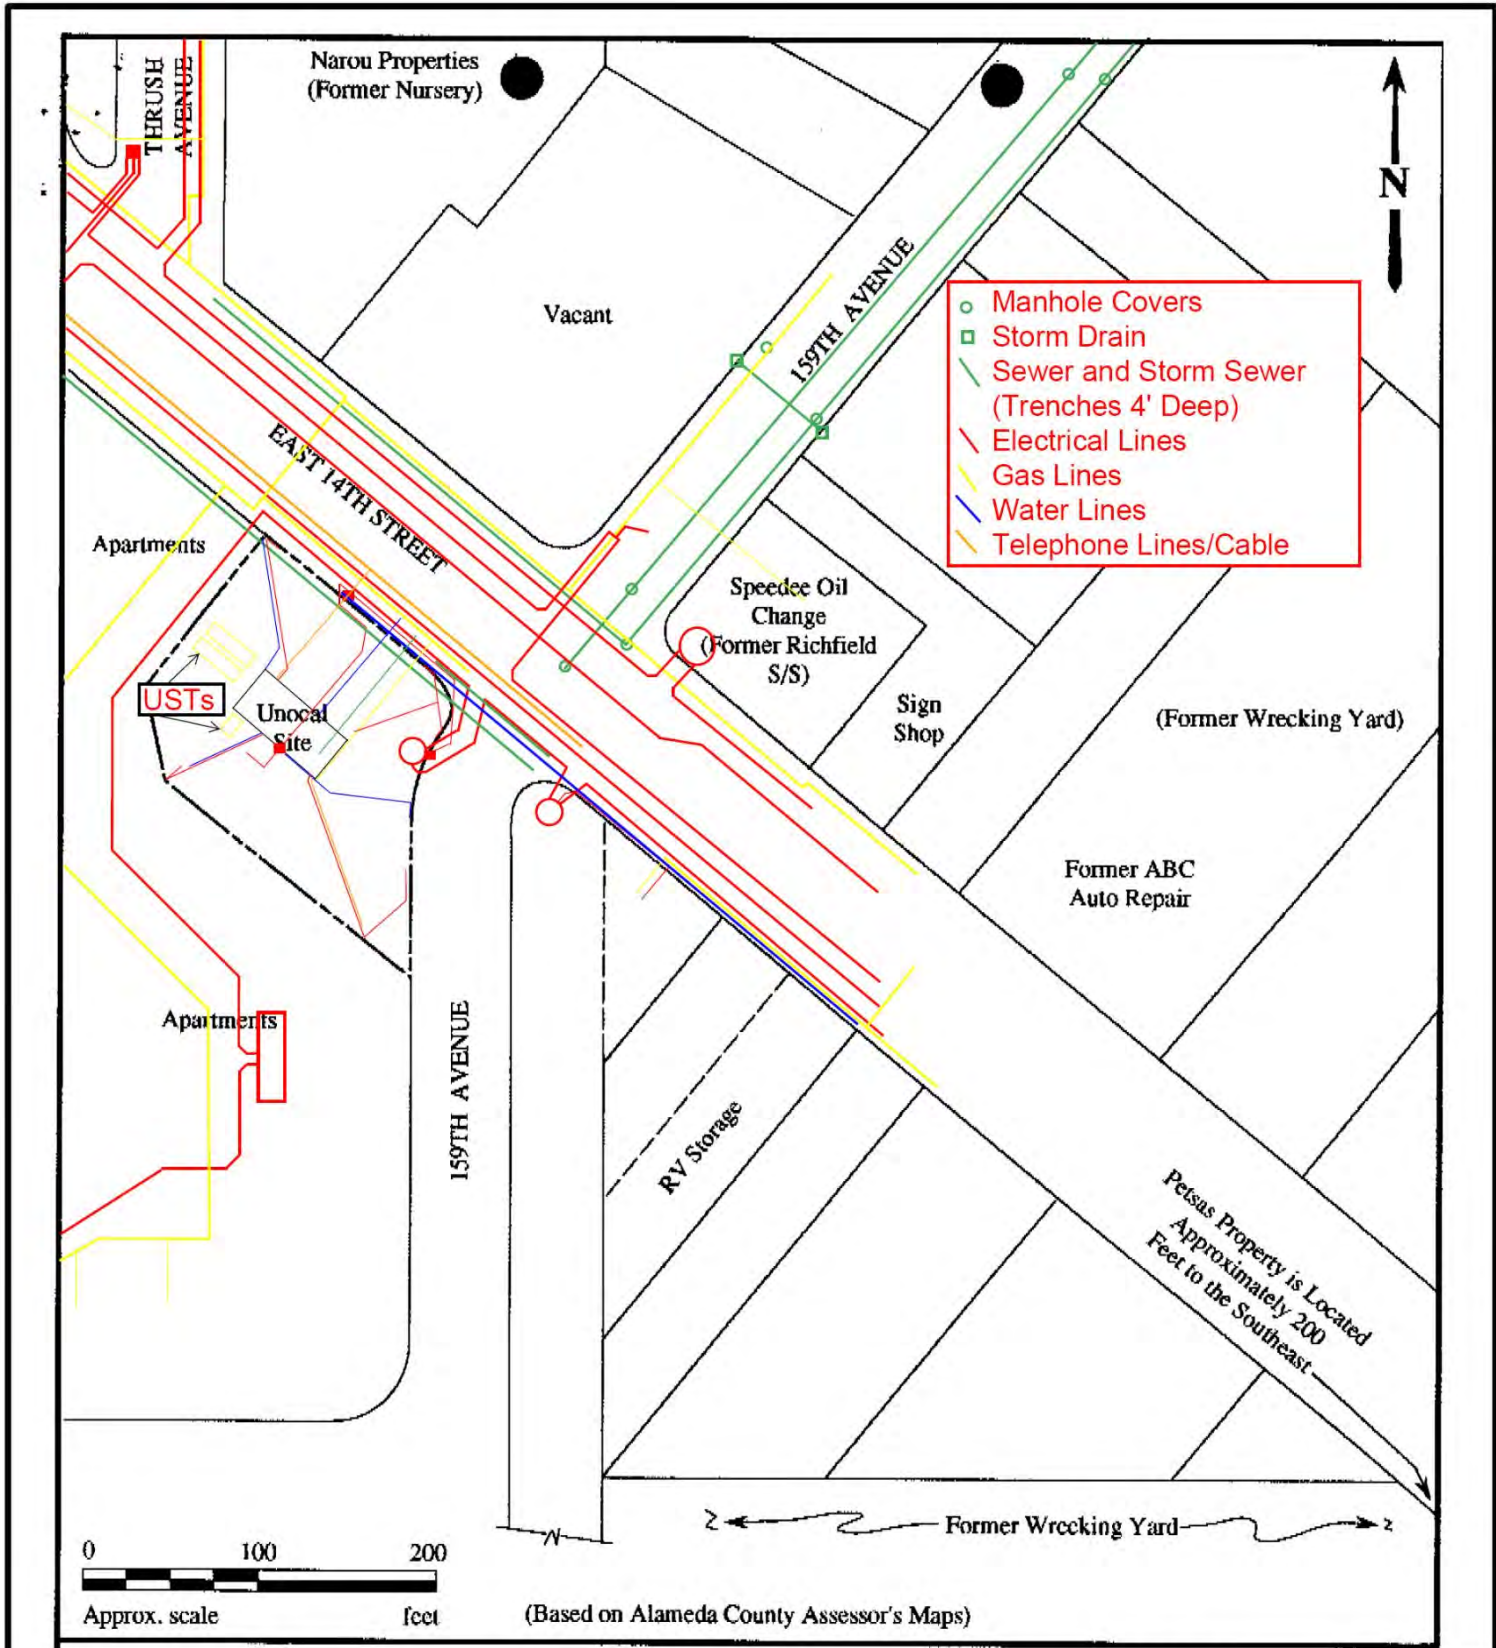 THRUSH
AVENUE
Narou Properties
(Former Nursery)
N
Vacant
159TH AVENUE
Manhole Covers
Storm Drain
Sewer and Storm Sewer
(Trenches 4' Deep)
Electrical Lines
Gas Lines
Water Lines
Telephone Lines/Cable
EAST 14TH STREET
Apartments
Speedee Oil
Change
(Former Richfield
S/S)
USTs
Unocal
Site
Sign
Shop
(Former Wrecking Yard)
Former ABC
Auto Repair
Apartments
159TH AVENUE
RV Storage
Petsas Property is Located
Approximately 200
Feet to the Southeast
Former Wrecking Yard
0 100 200
Approx. scale feet
(Based on Alameda County Assessor's Maps)